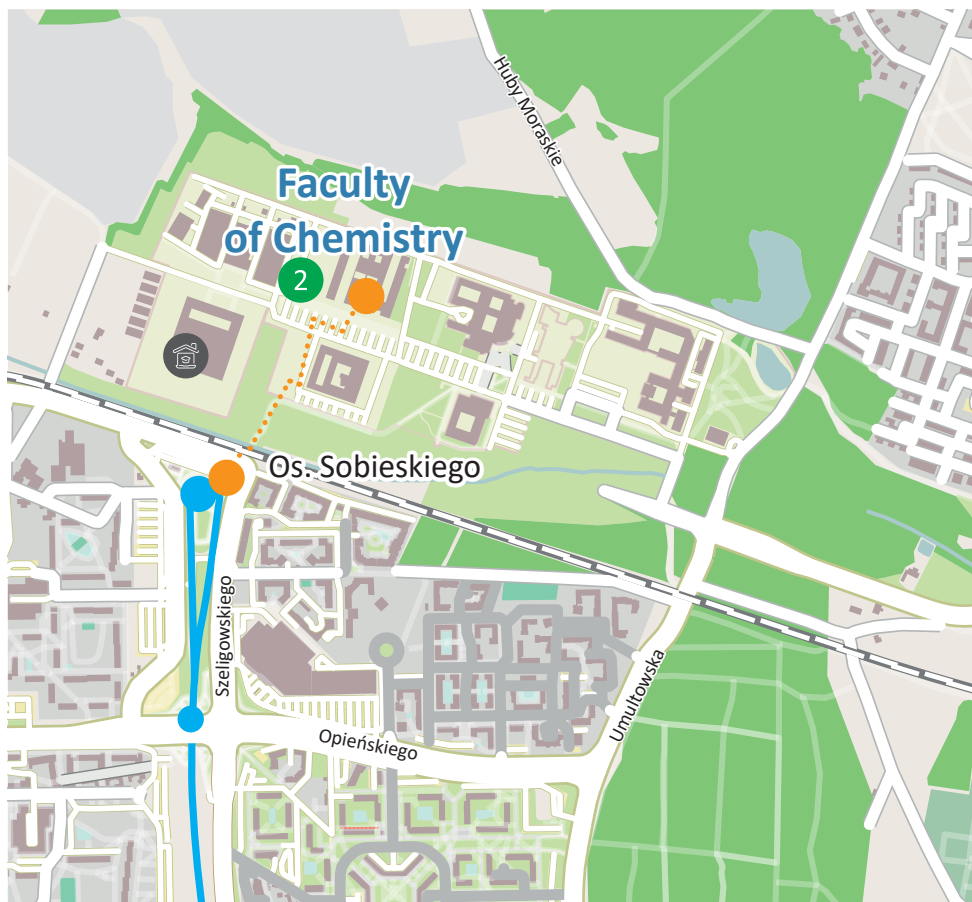 Huby Moraskie
Faculty
of Chemistry
2
Os. Sobieskiego
Szeligowskiego
Umultowska
Opieńskiego